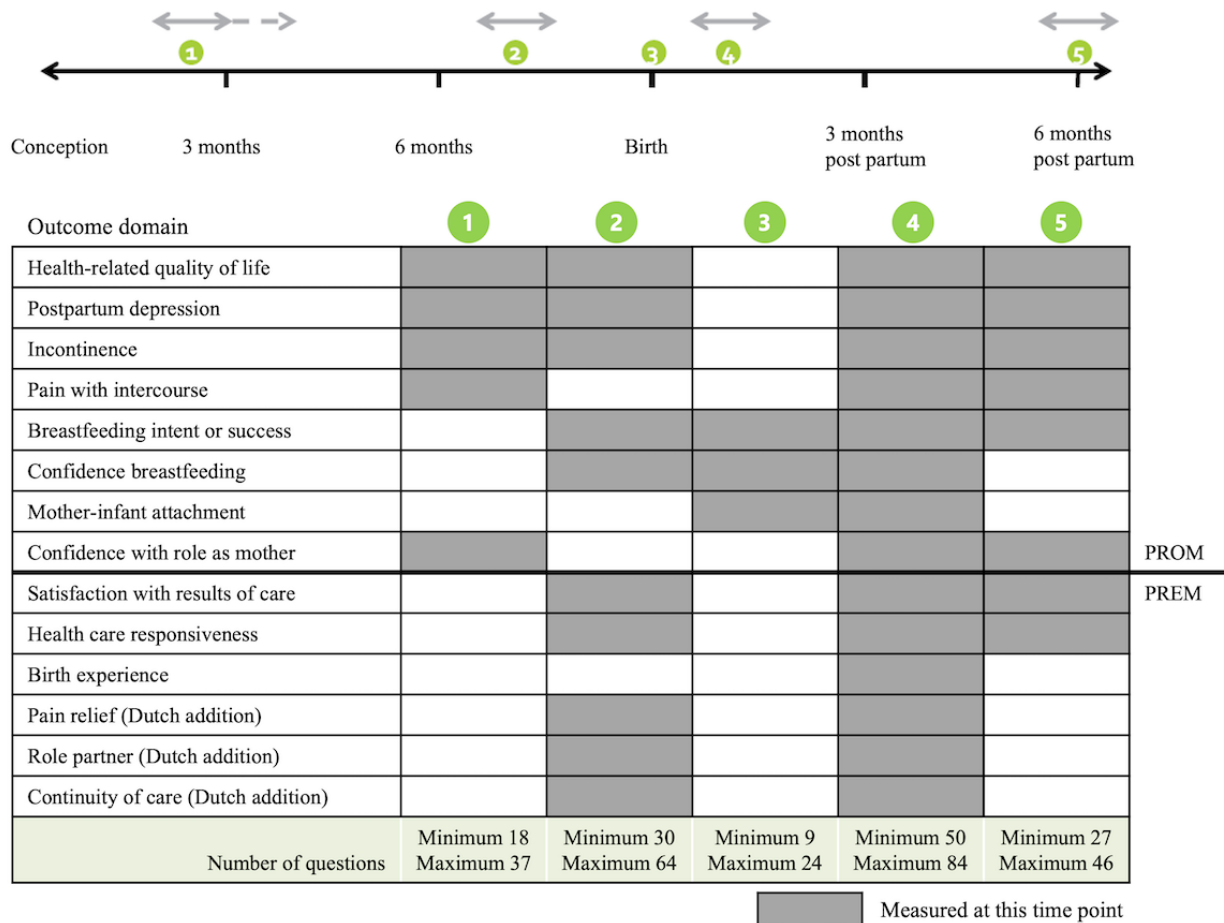 1 2 3 4 5
Conception 3 months 6 months Birth 3 months post partum 6 months post partum
Outcome domain 1 2 3 4 5
Health-related quality of life
Postpartum depression
Incontinence
Pain with intercourse
Breastfeeding intent or success
Confidence breastfeeding
Mother-infant attachment
Confidence with role as mother PROM
Satisfaction with results of care PREM
Health care responsiveness
Birth experience
Pain relief (Dutch addition)
Role partner (Dutch addition)
Continuity of care (Dutch addition)
Number of questions
Minimum 18 Minimum 30 Minimum 9 Minimum 50 Minimum 27
Maximum 37 Maximum 64 Maximum 24 Maximum 84 Maximum 46
Measured at this time point